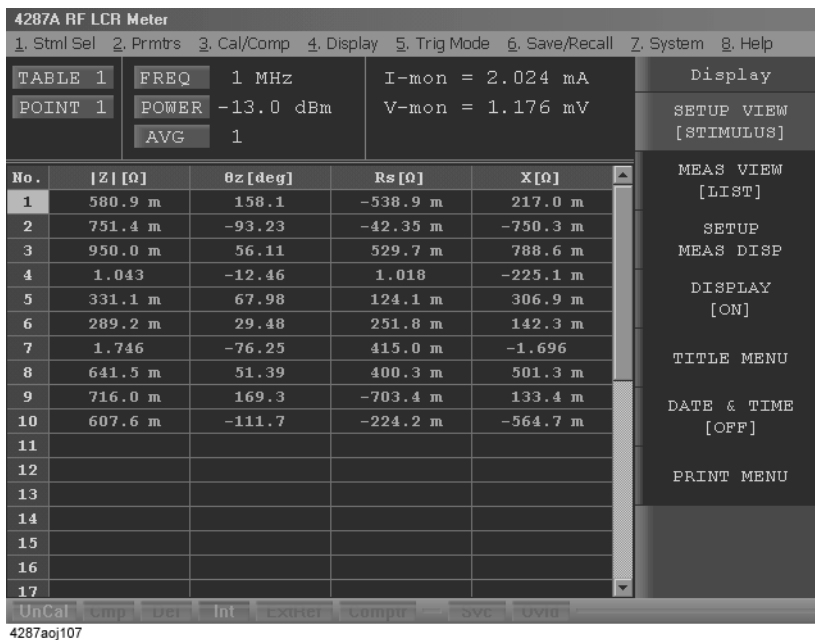 4287A RF LCR Meter
1. Stml Sel 2. Prmtrs 3. Cal/Comp 4. Display 5. Trig Mode 6. Save/Recall 7. System 8. Help
TABLE 1 FREQ 1 MHz I-mon = 2.024 mA
POINT 1 POWER -13.0 dBm V-mon = 1.176 mV
AVG 1
No. |Z|[Ω] θz[deg] Rs[Ω] X[Ω]
1 580.9 m 158.1 -538.9 m 217.0 m
2 751.4 m -93.23 -42.35 m -750.3 m
3 950.0 m 56.11 529.7 m 788.6 m
4 1.043 -12.46 1.018 -225.1 m
5 331.1 m 67.98 124.1 m 306.9 m
6 289.2 m 29.48 251.8 m 142.3 m
7 1.746 -76.25 415.0 m -1.696
8 641.5 m 51.39 400.3 m 501.3 m
9 716.0 m 169.3 -703.4 m 133.4 m
10 607.6 m -111.7 -224.2 m -564.7 m
11
12
13
14
15
16
17
Display
SETUP VIEW
[STIMULUS]
MEAS VIEW
[LIST]
SETUP
MEAS DISP
DISPLAY
[ON]
TITLE MENU
DATE & TIME
[OFF]
PRINT MENU
UnCal Cmp Del Int ExtRef Comptr Svc Ovld
4287aoj107